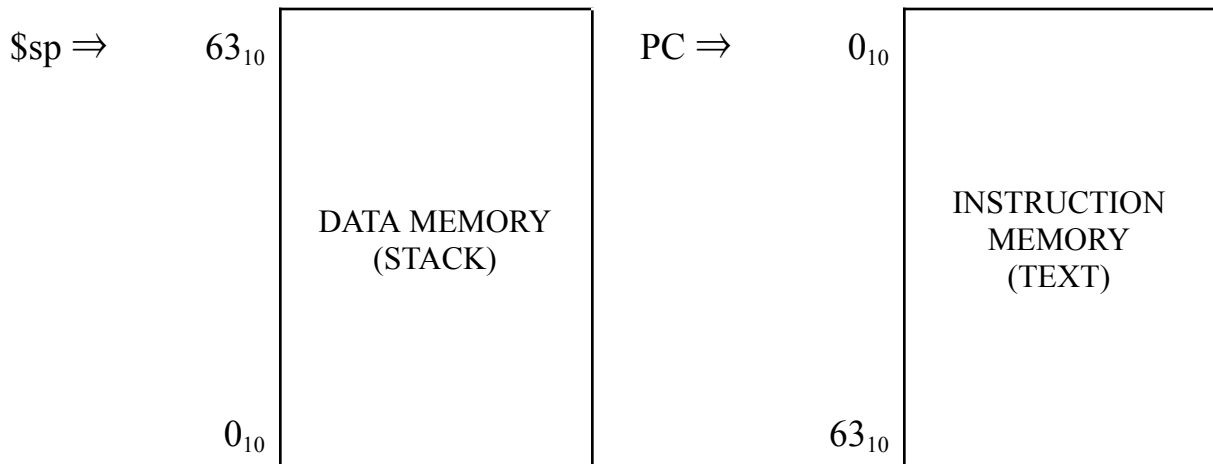 $sp ⇒ 63₁₀
DATA MEMORY
(STACK)
0₁₀
PC ⇒ 0₁₀
INSTRUCTION
MEMORY
(TEXT)
63₁₀